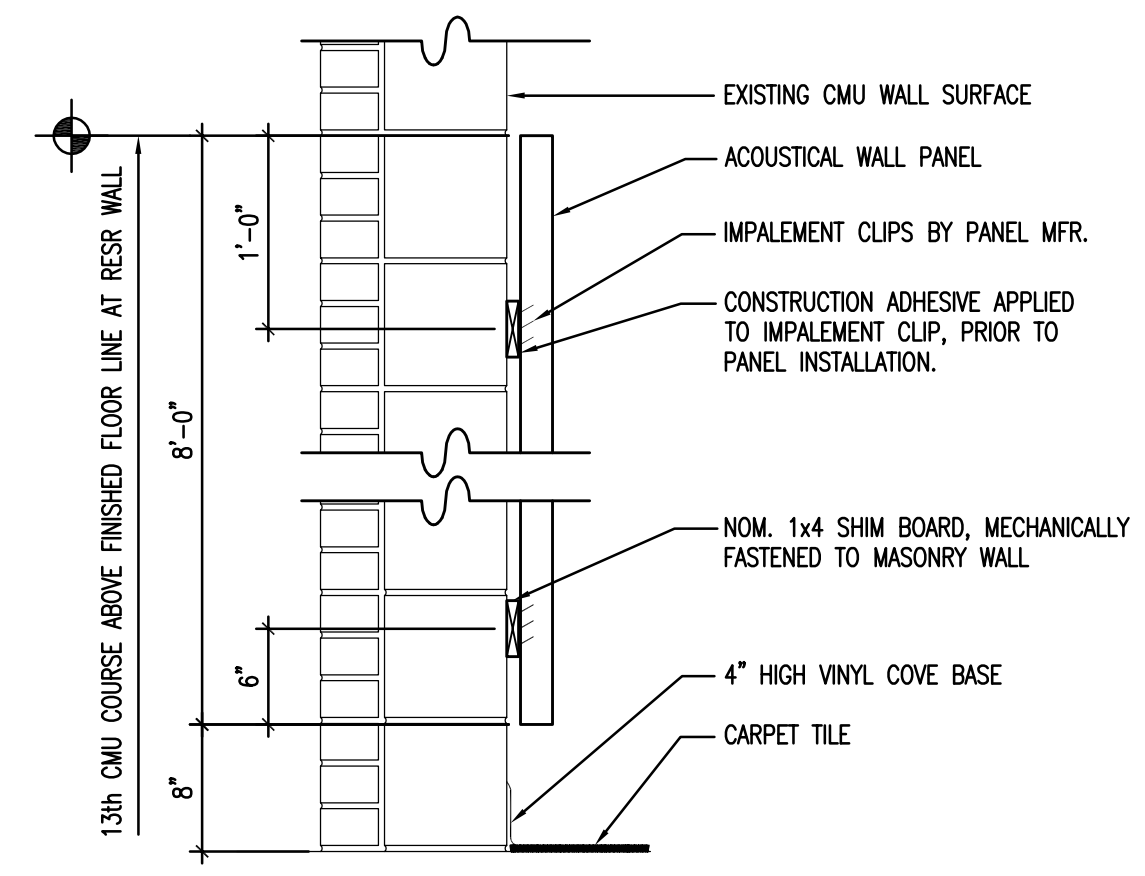 EXISTING CMU WALL SURFACE
ACOUSTICAL WALL PANEL
IMPALEMENT CLIPS BY PANEL MFR.
CONSTRUCTION ADHESIVE APPLIED
TO IMPALEMENT CLIP, PRIOR TO
PANEL INSTALLATION.
NOM. 1x4 SHIM BOARD, MECHANICALLY
FASTENED TO MASONRY WALL
4" HIGH VINYL COVE BASE
CARPET TILE
13th CMU COURSE ABOVE FINISHED FLOOR LINE AT RESR WALL
8'-0"
1'-0"
6"
8"